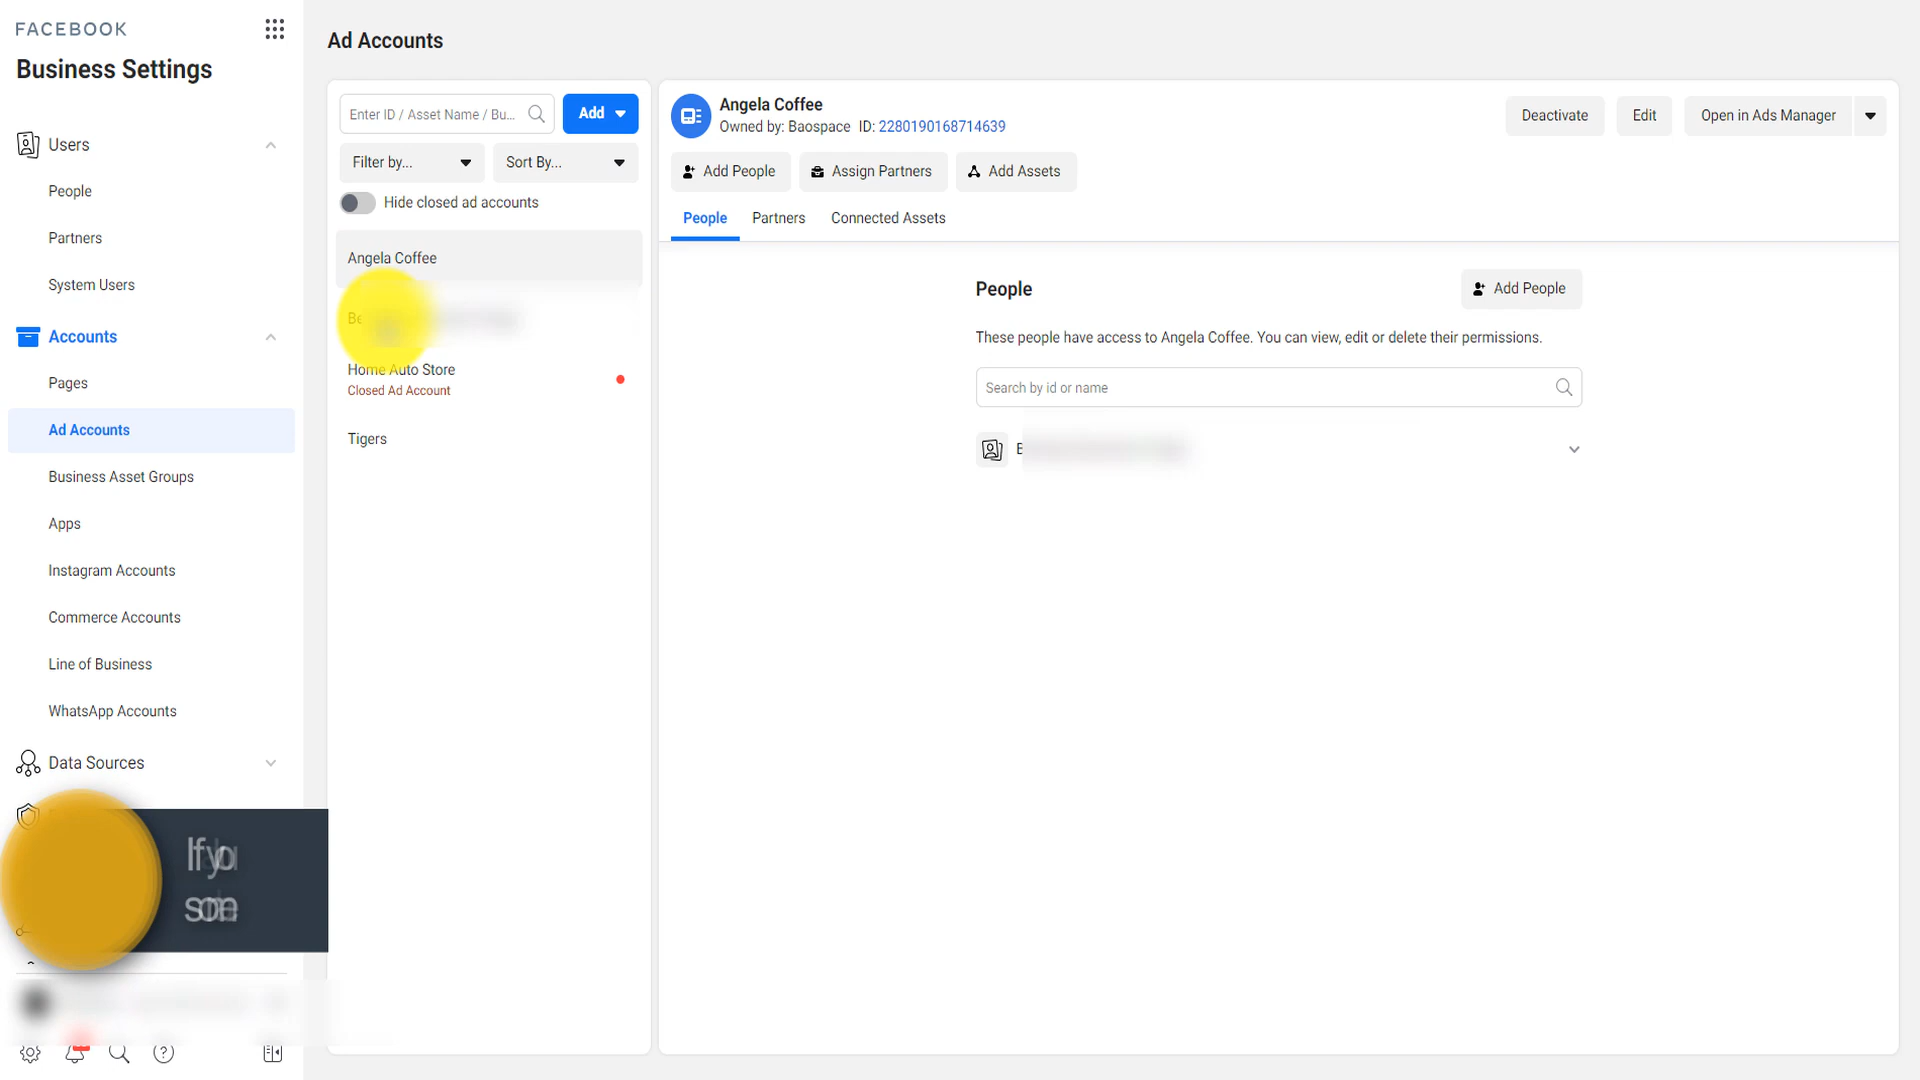 FACEBOOK
Business Settings
Users
People
Partners
System Users
Accounts
Pages
Ad Accounts
Business Asset Groups
Apps
Instagram Accounts
Commerce Accounts
Line of Business
WhatsApp Accounts
Data Sources
If you
some
Ad Accounts
Enter ID / Asset Name / Bu...
Add
Filter by...
Sort By...
Hide closed ad accounts
Angela Coffee
Home Auto Store
Closed Ad Account
Tigers
Angela Coffee
Owned by: Baospace ID: 2280190168714639
Deactivate
Edit
Open in Ads Manager
Add People
Assign Partners
Add Assets
People
Partners
Connected Assets
People
Add People
These people have access to Angela Coffee. You can view, edit or delete their permissions.
Search by id or name